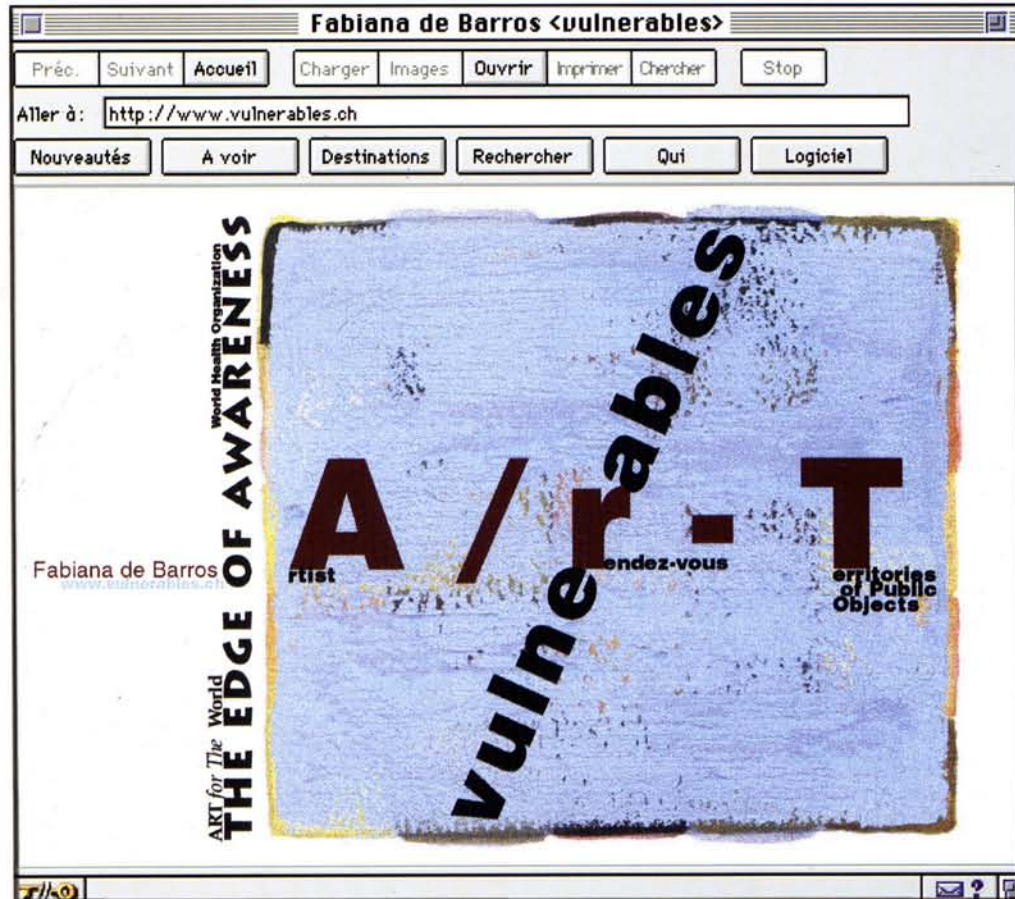 Fabiana de Barros <vulnerables>
Préc. Suivant Accueil Charger Images Ouvrir Imprimer Chercher Stop
Aller à: http://www.vulnerables.ch
Nouveautés A voir Destinations Rechercher Qui Logiciel
World Health Organization
ART for The World
THE EDGE OF AWARENESS
Fabiana de Barros
www.vulnerables.ch
vulnerables
A/r-T
rtist
endez-vous
erritories
of Public
Objects
?